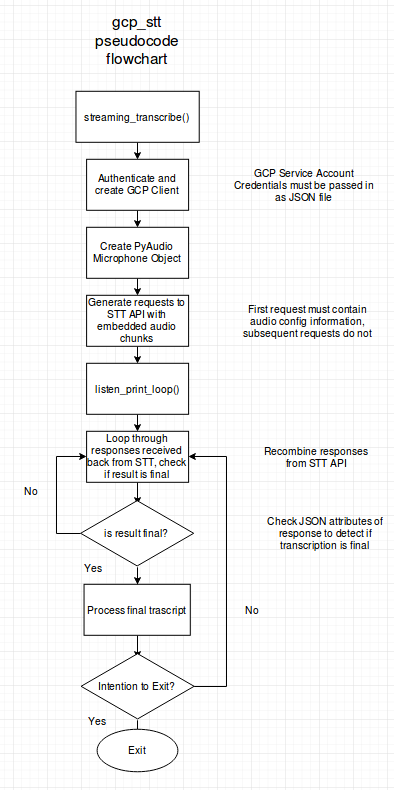 gcp_stt
pseudocode
flowchart
streaming_transcribe()
Authenticate and
create GCP Client
GCP Service Account
Credentials must be passed in
as JSON file
Create PyAudio
Microphone Object
Generate requests to
STT API with
embedded audio
chunks
First request must contain
audio config information,
subsequent requests do not
listen_print_loop()
Loop through
responses received
back from STT, check
if result is final
Recombine responses
from STT API
No
is result final?
Check JSON attributes of
response to detect if
transcription is final
Yes
Process final trascript
No
Intention to Exit?
Yes
Exit